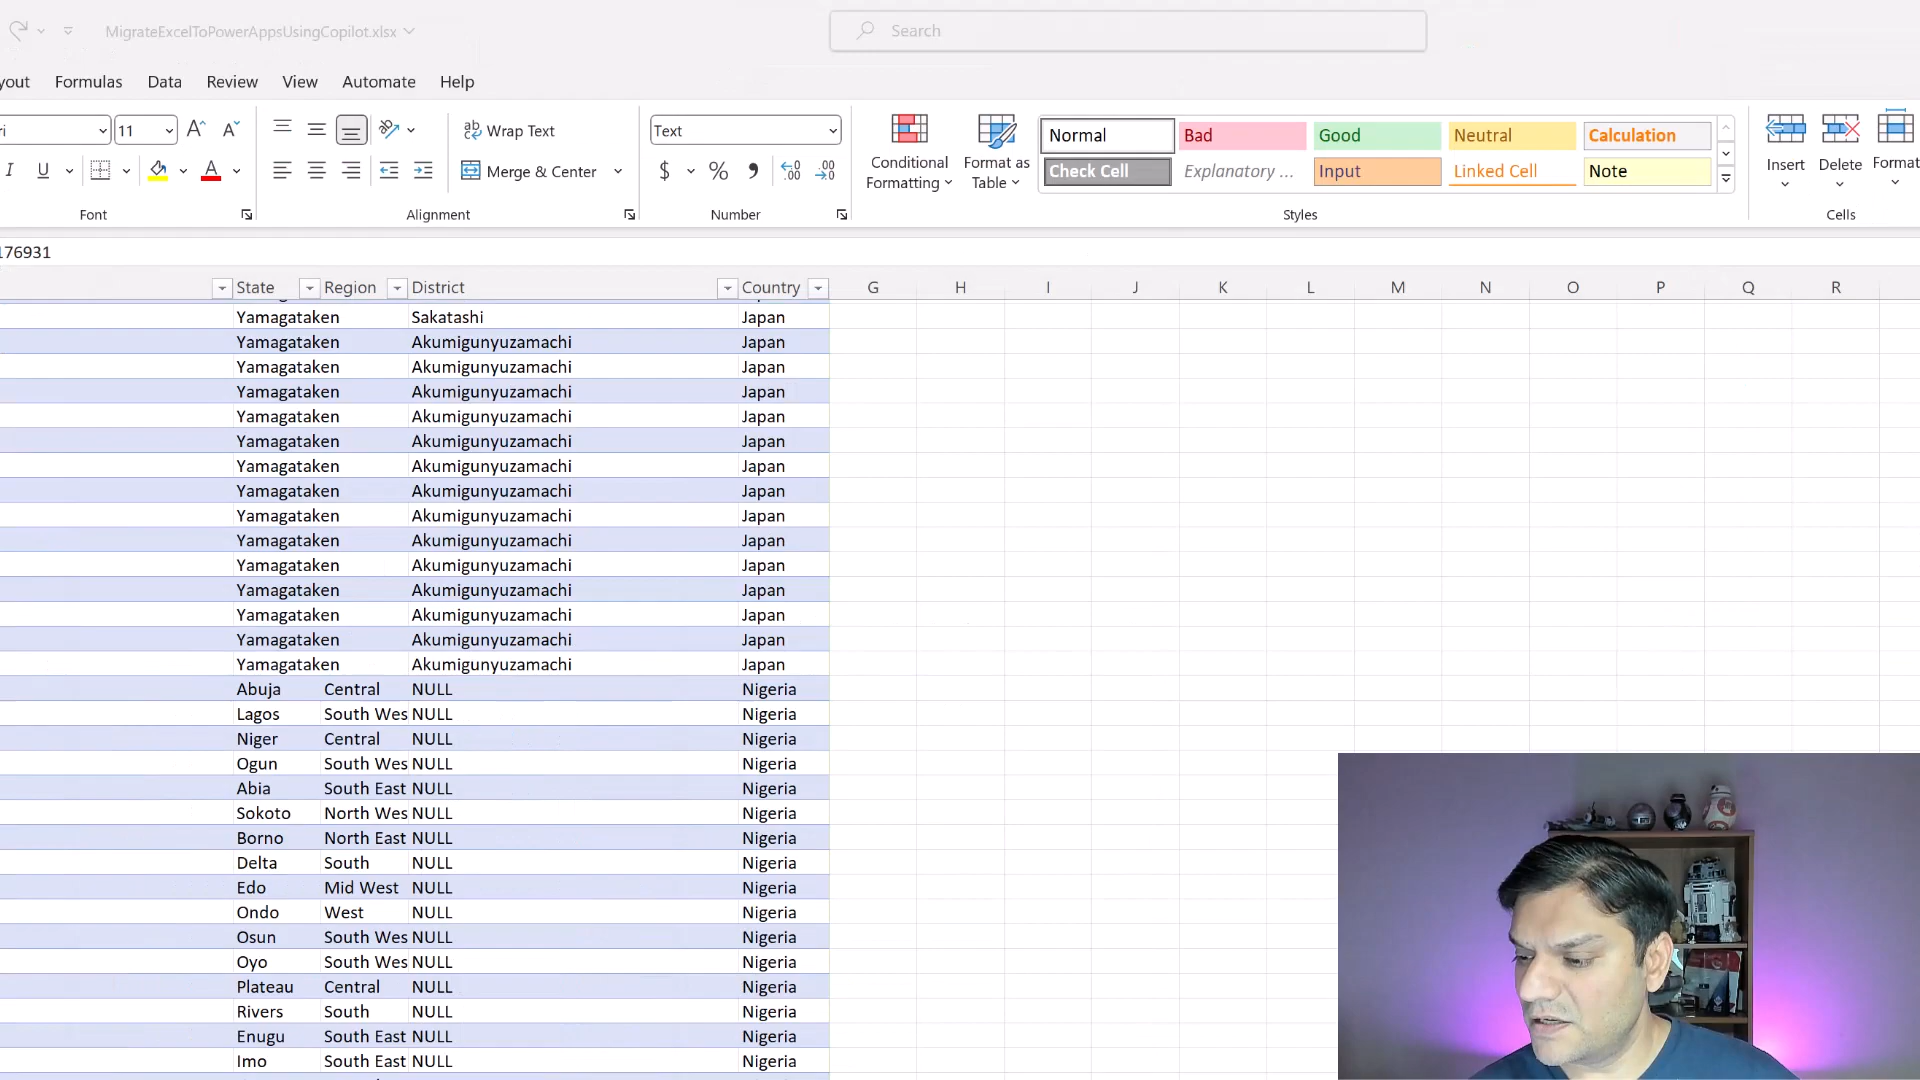 MigrateExcelToPowerAppsUsingCopilot.xlsx
Search
yout Formulas Data Review View Automate Help
ri 11 A^ A˅ ab Wrap Text Text Conditional Formatting Format as Table Normal Bad Good Neutral Calculation Insert Delete Format
I U A Merge & Center $ % 9 Check Cell Explanatory ... Input Linked Cell Note
Font Alignment Number Styles Cells
176931
State Region District Country G H I J K L M N O P Q R
Yamagataken Sakatashi Japan
Yamagataken Akumigunyuzamachi Japan
Yamagataken Akumigunyuzamachi Japan
Yamagataken Akumigunyuzamachi Japan
Yamagataken Akumigunyuzamachi Japan
Yamagataken Akumigunyuzamachi Japan
Yamagataken Akumigunyuzamachi Japan
Yamagataken Akumigunyuzamachi Japan
Yamagataken Akumigunyuzamachi Japan
Yamagataken Akumigunyuzamachi Japan
Yamagataken Akumigunyuzamachi Japan
Yamagataken Akumigunyuzamachi Japan
Yamagataken Akumigunyuzamachi Japan
Yamagataken Akumigunyuzamachi Japan
Yamagataken Akumigunyuzamachi Japan
Abuja Central NULL Nigeria
Lagos South Wes NULL Nigeria
Niger Central NULL Nigeria
Ogun South Wes NULL Nigeria
Abia South East NULL Nigeria
Sokoto North Wes NULL Nigeria
Borno North East NULL Nigeria
Delta South NULL Nigeria
Edo Mid West NULL Nigeria
Ondo West NULL Nigeria
Osun South Wes NULL Nigeria
Oyo South Wes NULL Nigeria
Plateau Central NULL Nigeria
Rivers South NULL Nigeria
Enugu South East NULL Nigeria
Imo South East NULL Nigeria